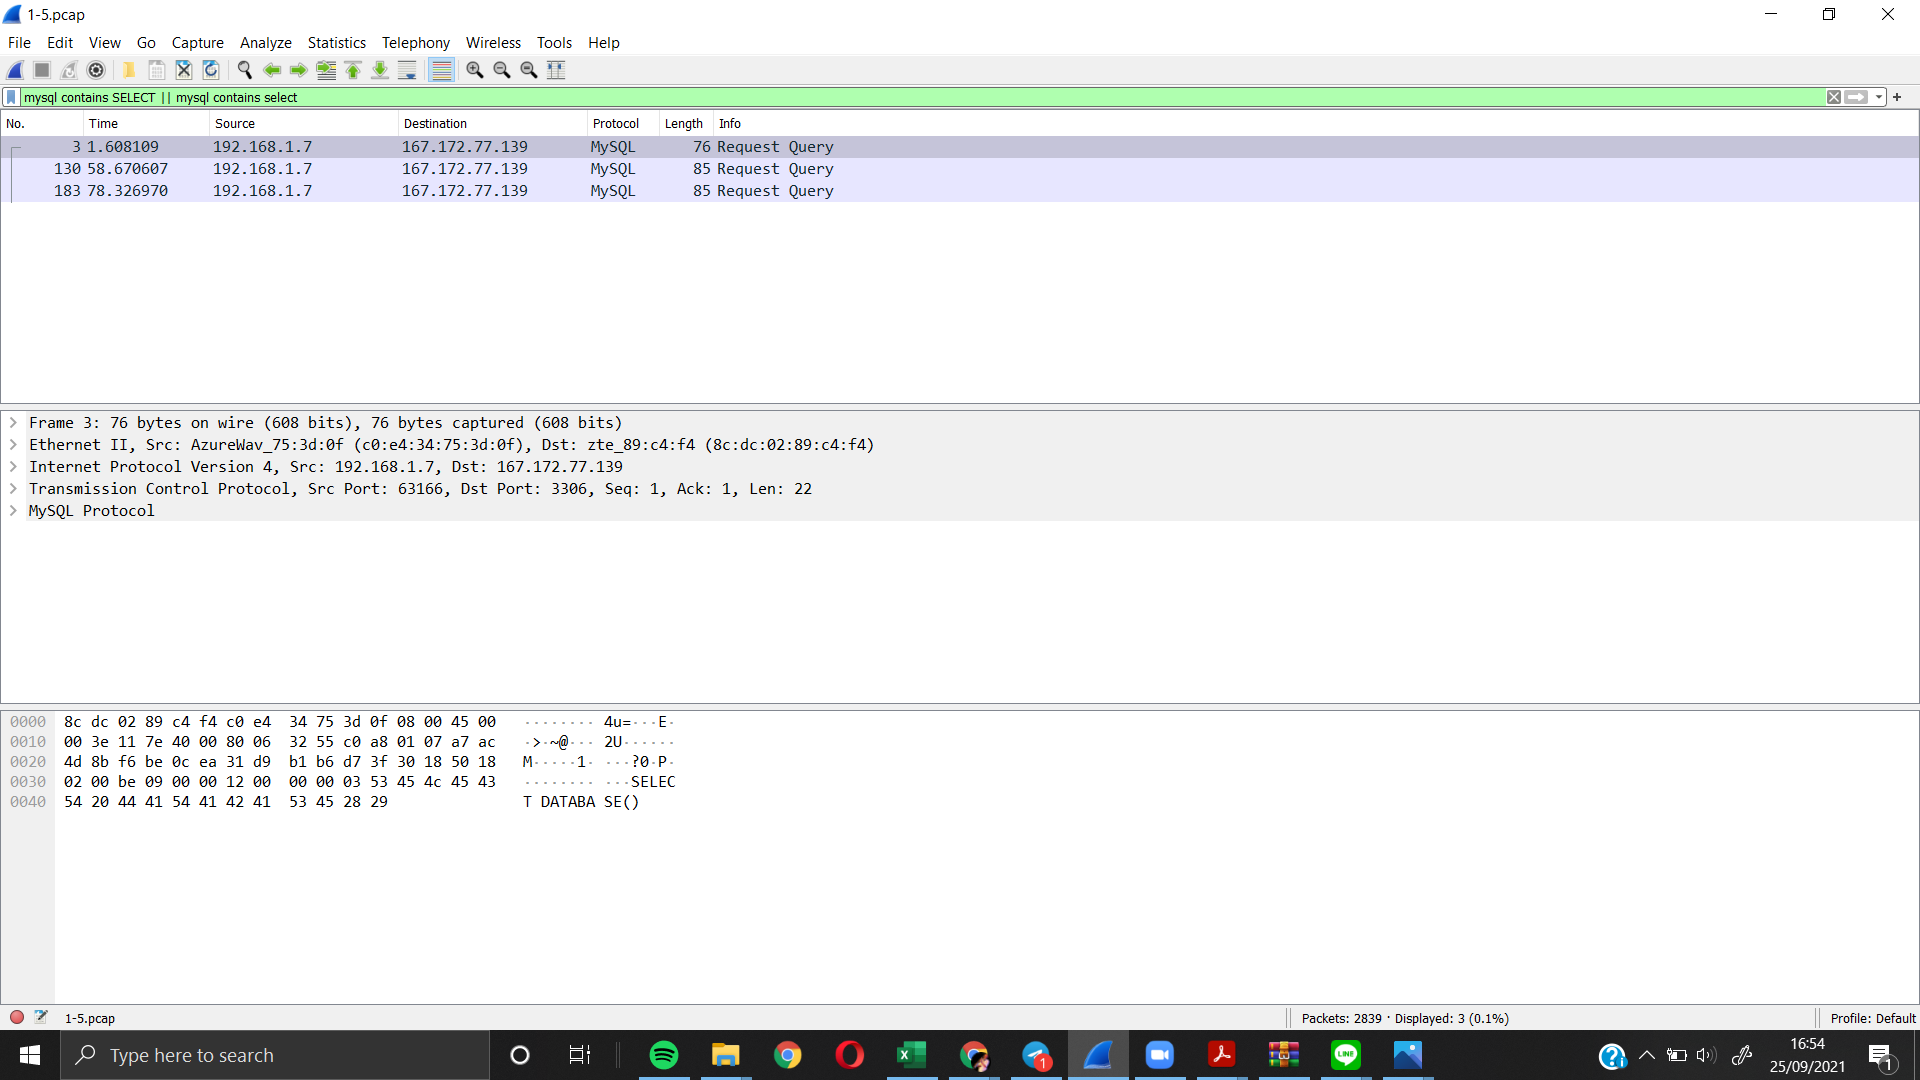 1-5.pcap
File Edit View Go Capture Analyze Statistics Telephony Wireless Tools Help
mysql contains SELECT || mysql contains select
No. Time Source Destination Protocol Length Info
3 1.608109 192.168.1.7 167.172.77.139 MySQL 76 Request Query
130 58.670607 192.168.1.7 167.172.77.139 MySQL 85 Request Query
183 78.326970 192.168.1.7 167.172.77.139 MySQL 85 Request Query
Frame 3: 76 bytes on wire (608 bits), 76 bytes captured (608 bits)
Ethernet II, Src: AzureWav_75:3d:0f (c0:e4:34:75:3d:0f), Dst: zte_89:c4:f4 (8c:dc:02:89:c4:f4)
Internet Protocol Version 4, Src: 192.168.1.7, Dst: 167.172.77.139
Transmission Control Protocol, Src Port: 63166, Dst Port: 3306, Seq: 1, Ack: 1, Len: 22
MySQL Protocol
0000 8c dc 02 89 c4 f4 c0 e4 34 75 3d 0f 08 00 45 00 ········ 4u=···E·
0010 00 3e 11 7e 40 00 80 06 32 55 c0 a8 01 07 a7 ac ·>·~@··· 2U······
0020 4d 8b f6 be 0c ea 31 d9 b1 b6 d7 3f 30 18 50 18 M·····1· ···?0·P·
0030 02 00 be 09 00 00 12 00 00 00 03 53 45 4c 45 43 ········ ···SELEC
0040 54 20 44 41 54 41 42 41 53 45 28 29 T DATABA SE()
1-5.pcap
Packets: 2839 · Displayed: 3 (0.1%)
Profile: Default
Type here to search
1
LINE
16:54
25/09/2021
1